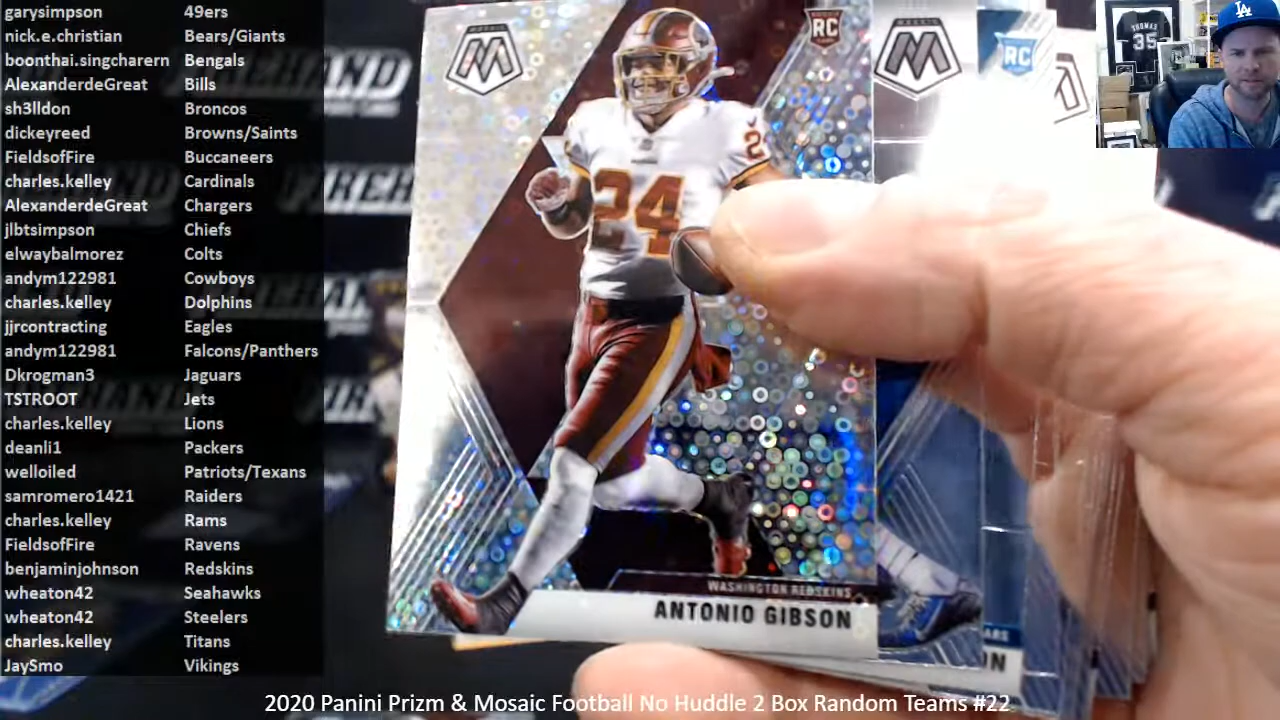 garysimpson 49ers
nick.e.christian Bears/Giants
boonthai.singcharern Bengals
AlexanderdeGreat Bills
sh3lldon Broncos
dickeyreed Browns/Saints
FieldsofFire Buccaneers
charles.kelley Cardinals
AlexanderdeGreat Chargers
jlbtsimpson Chiefs
elwaybalmorez Colts
andym122981 Cowboys
charles.kelley Dolphins
jjrcontracting Eagles
andym122981 Falcons/Panthers
Dkrogman3 Jaguars
TSTROOT Jets
charles.kelley Lions
deanli1 Packers
welloiled Patriots/Texans
samromero1421 Raiders
charles.kelley Rams
FieldsofFire Ravens
benjaminjohnson Redskins
wheaton42 Seahawks
wheaton42 Steelers
charles.kelley Titans
JaySmo Vikings
M
RC
24
2
WASHINGTON REDSKINS
ANTONIO GIBSON
M
RC
THOMAS
35
LA
2020 Panini Prizm & Mosaic Football No Huddle 2 Box Random Teams #22